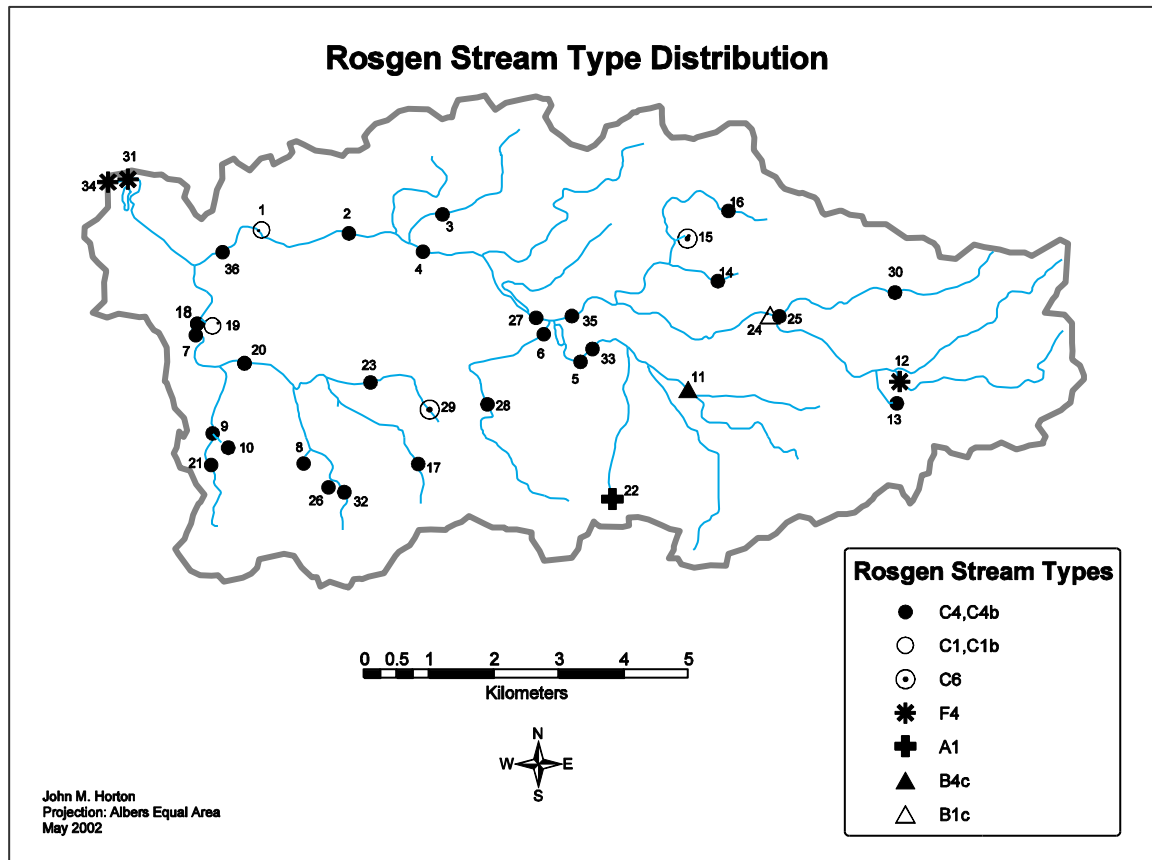 Rosgen Stream Type Distribution
31
34
1
2
3
4
36
16
15
14
30
18
19
7
27
35
6
24
25
20
23
33
5
12
11
13
29
28
9
10
21
8
17
26
32
22
Rosgen Stream Types
C4,C4b
C1,C1b
C6
F4
A1
B4c
B1c
0 0.5 1 2 3 4 5
Kilometers
N
W E
S
John M. Horton
Projection: Albers Equal Area
May 2002